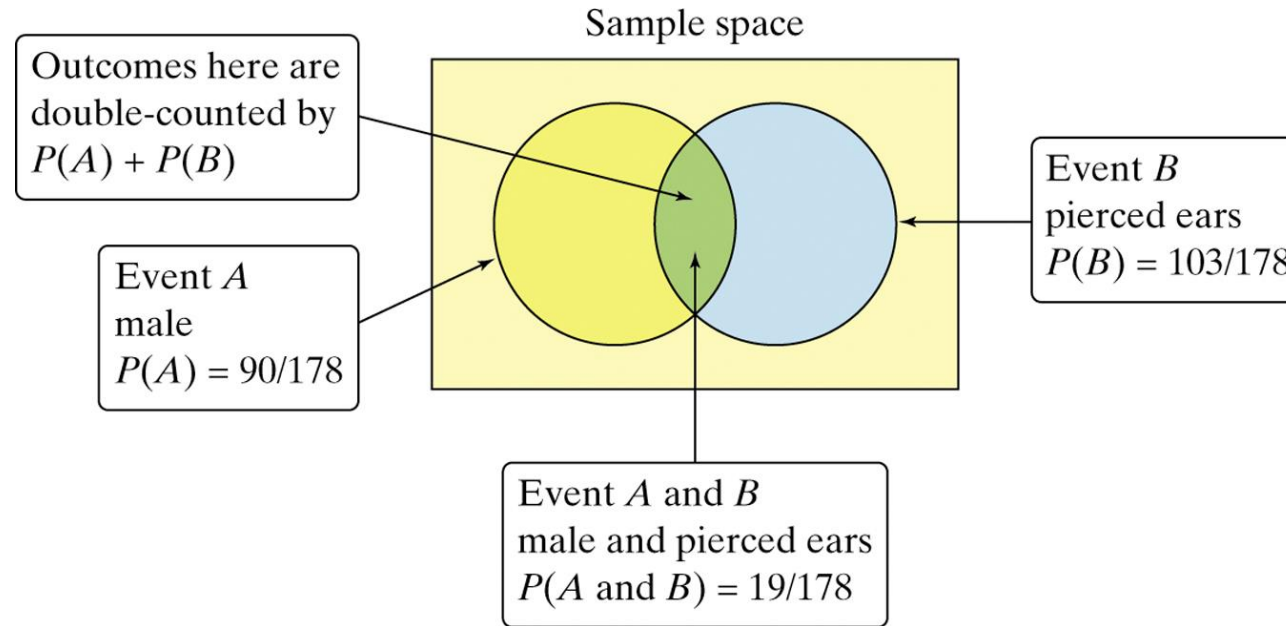 Sample space
Outcomes here are
double-counted by
P(A) + P(B)
Event A
male
P(A) = 90/178
Event B
pierced ears
P(B) = 103/178
Event A and B
male and pierced ears
P(A and B) = 19/178